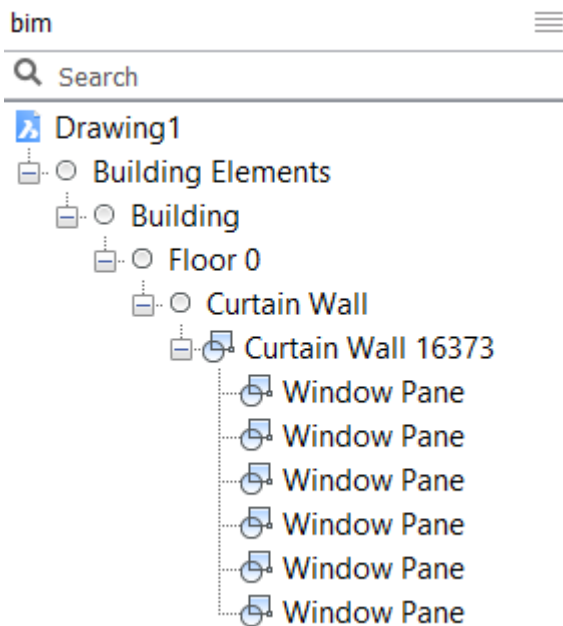 bim
Search
Drawing1
Building Elements
Building
Floor 0
Curtain Wall
Curtain Wall 16373
Window Pane
Window Pane
Window Pane
Window Pane
Window Pane
Window Pane